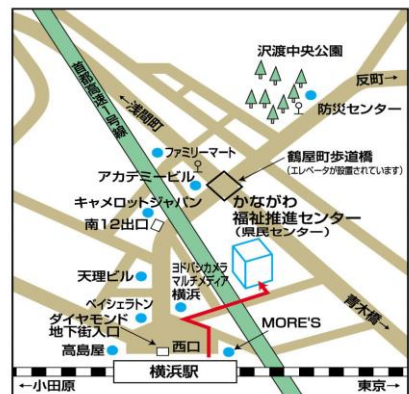 沢渡中央公園
反町→
防災センター
首都高速1号線
←浅間町
ファミリーマート
鶴屋町歩道橋
(エレベータが設置されています)
アカデミービル
かながわ
福祉推進センター
(県民センター)
キャメロットジャパン
南12出口
天理ビル
ヨドバシカメラ
マルチメディア
横浜
青木橋→
ベイシェラトン
ダイヤモンド
地下街入口
MORE'S
高島屋
西口
横浜駅
←小田原
東京→